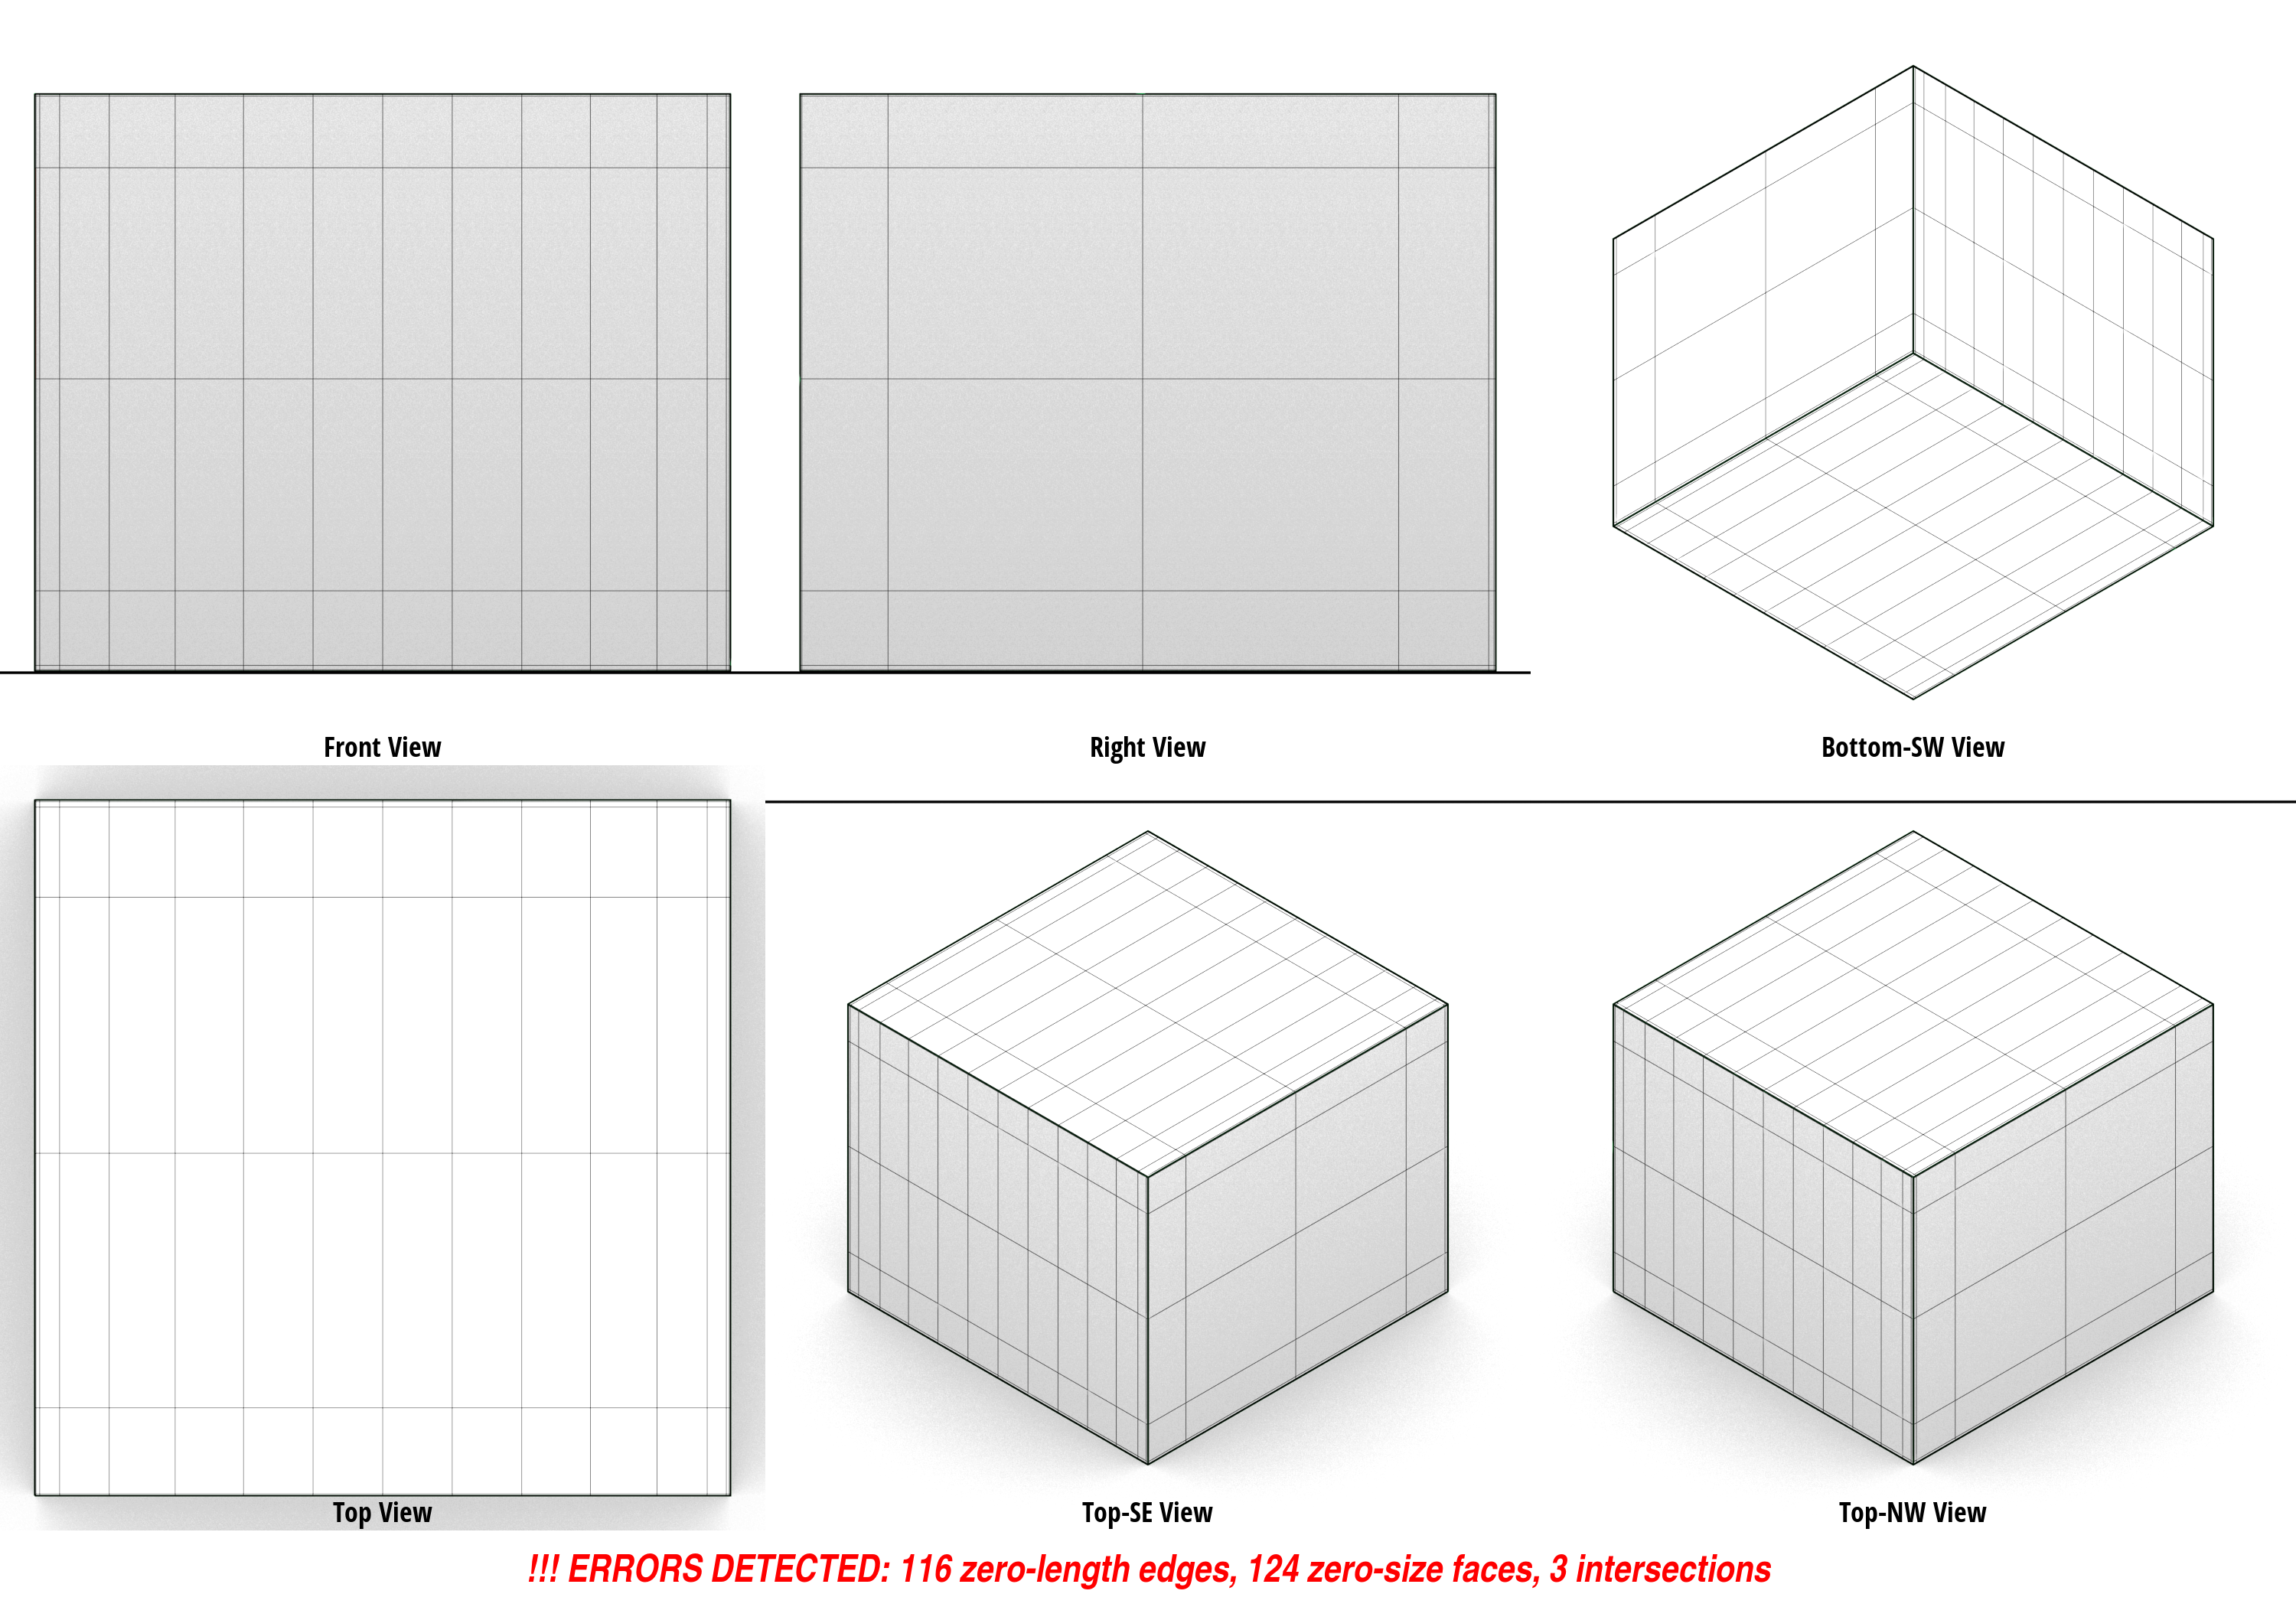 Front View
Right View
Bottom-SW View
Top View
Top-SE View
Top-NW View
!!! ERRORS DETECTED: 116 zero-length edges, 124 zero-size faces, 3 intersections